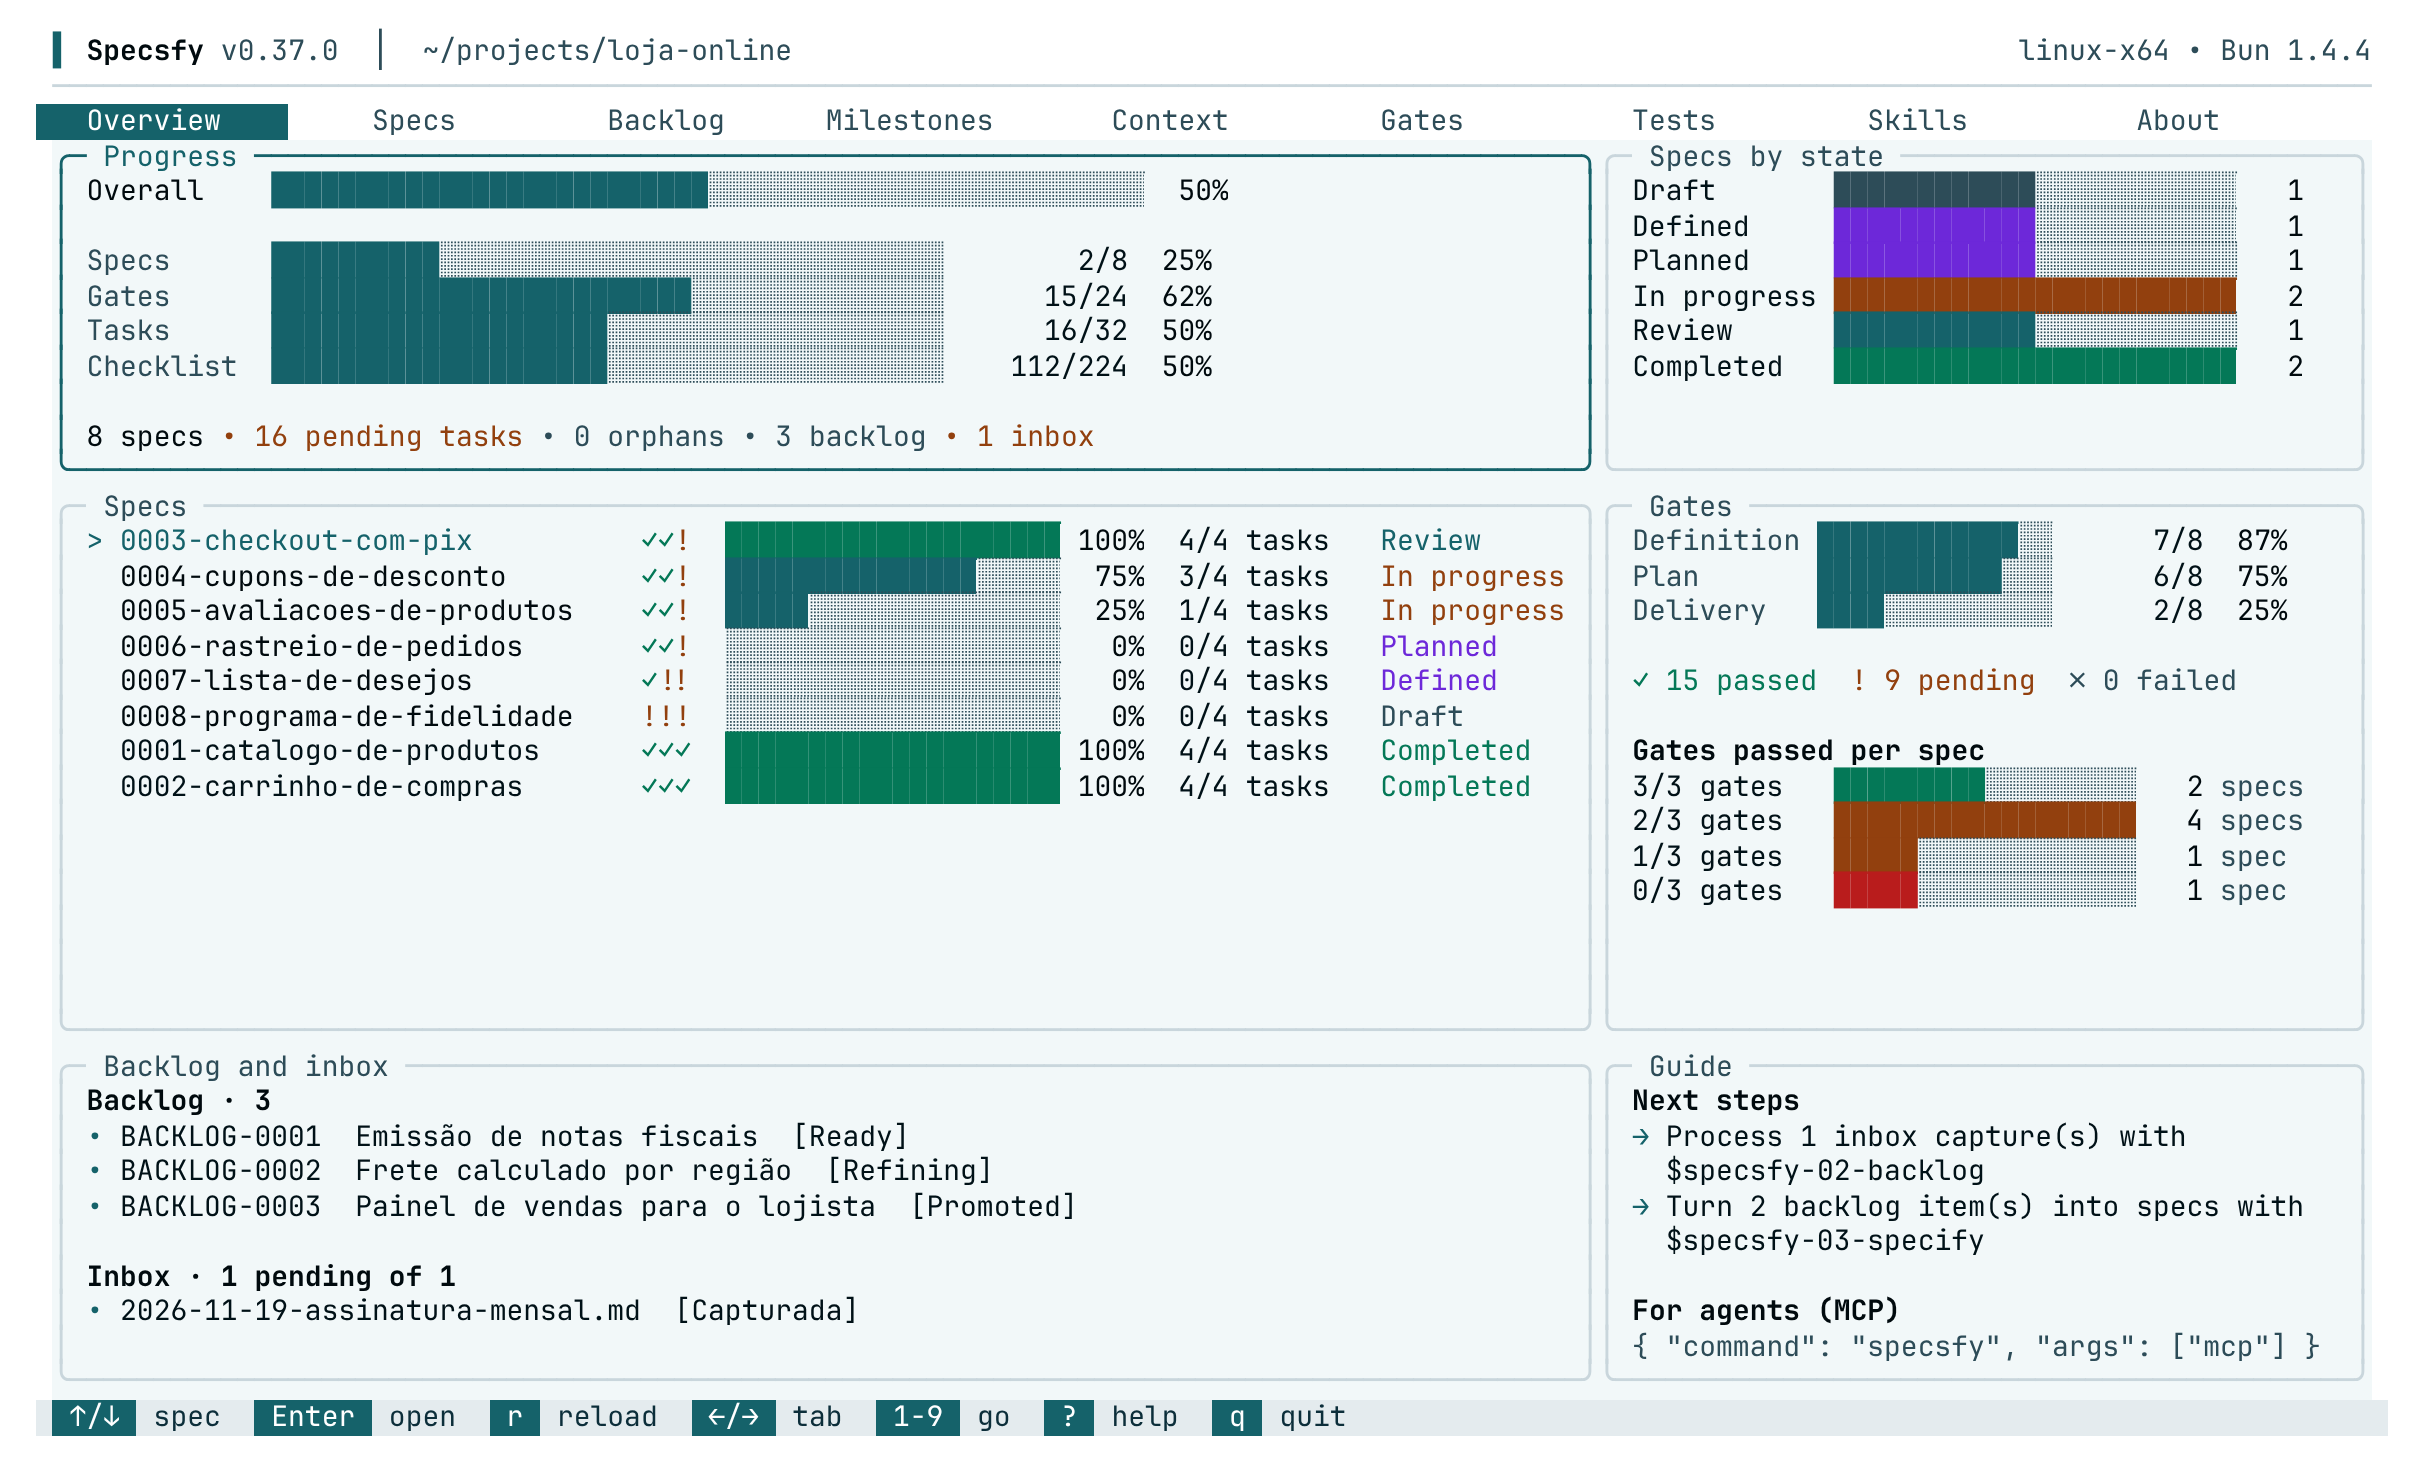 Specsfy v0.37.0 │ ~/projects/loja-online linux-x64 • Bun 1.4.4
Overview Specs Backlog Milestones Context Gates Tests Skills About
Progress
Overall 50%
Specs 2/8 25%
Gates 15/24 62%
Tasks 16/32 50%
Checklist 112/224 50%
8 specs • 16 pending tasks • 0 orphans • 3 backlog • 1 inbox
Specs by state
Draft 1
Defined 1
Planned 1
In progress 2
Review 1
Completed 2
Specs
> 0003-checkout-com-pix ✓✓! 100% 4/4 tasks Review
0004-cupons-de-desconto ✓✓! 75% 3/4 tasks In progress
0005-avaliacoes-de-produtos ✓✓! 25% 1/4 tasks In progress
0006-rastreio-de-pedidos ✓✓! 0% 0/4 tasks Planned
0007-lista-de-desejos ✓!! 0% 0/4 tasks Defined
0008-programa-de-fidelidade !!! 0% 0/4 tasks Draft
0001-catalogo-de-produtos ✓✓✓ 100% 4/4 tasks Completed
0002-carrinho-de-compras ✓✓✓ 100% 4/4 tasks Completed
Gates
Definition 7/8 87%
Plan 6/8 75%
Delivery 2/8 25%
✓ 15 passed ! 9 pending ✕ 0 failed
Gates passed per spec
3/3 gates 2 specs
2/3 gates 4 specs
1/3 gates 1 spec
0/3 gates 1 spec
Backlog and inbox
Backlog · 3
• BACKLOG-0001 Emissão de notas fiscais [Ready]
• BACKLOG-0002 Frete calculado por região [Refining]
• BACKLOG-0003 Painel de vendas para o lojista [Promoted]
Inbox · 1 pending of 1
• 2026-11-19-assinatura-mensal.md [Capturada]
Guide
Next steps
→ Process 1 inbox capture(s) with
$specsfy-02-backlog
→ Turn 2 backlog item(s) into specs with
$specsfy-03-specify
For agents (MCP)
{ "command": "specsfy", "args": ["mcp"] }
↑/↓ spec Enter open r reload ←/→ tab 1-9 go ? help q quit